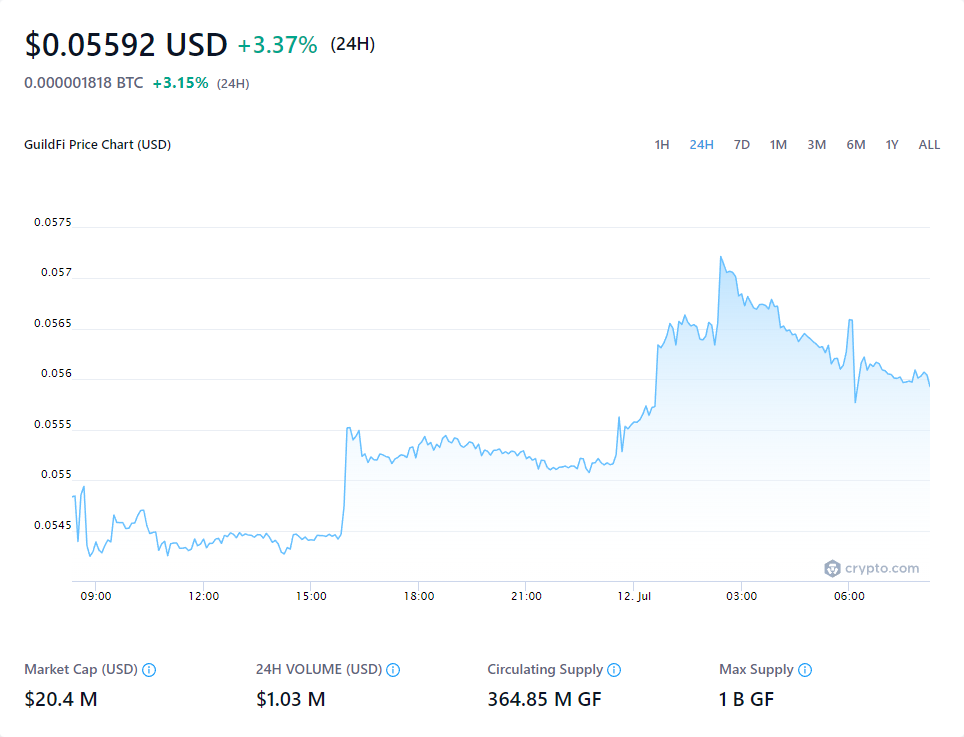 $0.05592 USD +3.37% (24H)
0.000001818 BTC +3.15% (24H)
GuildFi Price Chart (USD) 1H 24H 7D 1M 3M 6M 1Y ALL
0.0575
0.057
0.0565
0.056
0.0555
0.055
0.0545
crypto.com
09:00 12:00 15:00 18:00 21:00 12. Jul 03:00 06:00
Market Cap (USD) 24H VOLUME (USD) Circulating Supply Max Supply
$20.4 M $1.03 M 364.85 M GF 1 B GF